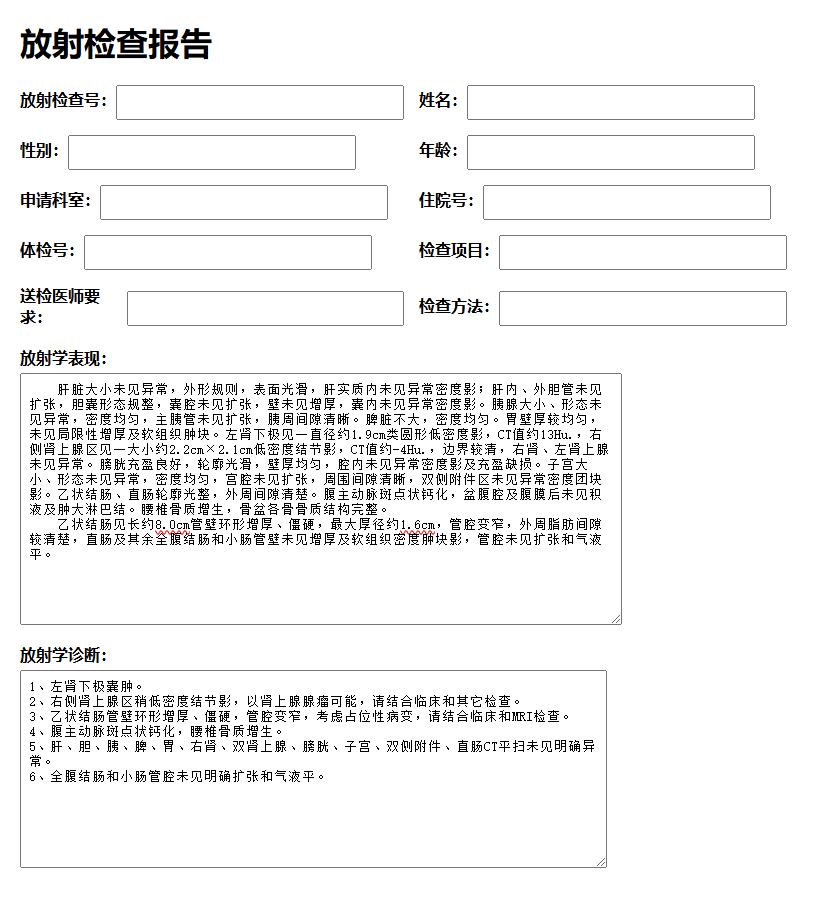 放射检查报告
放射检查号：
姓名：
性别：
年龄：
申请科室：
住院号：
体检号：
检查项目：
送检医师要
求：
检查方法：
放射学表现：
肝脏大小未见异常，外形规则，表面光滑，肝实质内未见异常密度影；肝内、外胆管未见
扩张，胆囊形态规整，囊腔未见扩张，壁未见增厚，囊内未见异常密度影。胰腺大小、形态未
见异常，密度均匀，主胰管未见扩张，胰周间隙清晰。脾脏不大，密度均匀。胃壁厚较均匀，
未见局限性增厚及软组织肿块。左肾下极见一直径约1.9cm类圆形低密度影，CT值约13Hu.，右
侧肾上腺区见一大小约2.2cm×2.1cm低密度结节影，CT值约-4Hu.，边界较清，右肾、左肾上腺
未见异常。膀胱充盈良好，轮廓光滑，壁厚均匀，腔内未见异常密度影及充盈缺损。子宫大
小、形态未见异常，密度均匀，宫腔未见扩张，周围间隙清晰，双侧附件区未见异常密度团块
影。乙状结肠、直肠轮廓光整，外周间隙清楚。腹主动脉斑点状钙化，盆腹腔及腹膜后未见积
液及肿大淋巴结。腰椎骨质增生，骨盆各骨骨质结构完整。
乙状结肠见长约8.0cm管壁环形增厚、僵硬，最大厚径约1.6cm，管腔变窄，外周脂肪间隙
较清楚，直肠及其余全腹结肠和小肠管壁未见增厚及软组织密度肿块影，管腔未见扩张和气液
平。
放射学诊断：
1、左肾下极囊肿。
2、右侧肾上腺区稍低密度结节影，以肾上腺腺瘤可能，请结合临床和其它检查。
3、乙状结肠管壁环形增厚、僵硬，管腔变窄，考虑占位性病变，请结合临床和MRI检查。
4、腹主动脉斑点状钙化，腰椎骨质增生。
5、肝、胆、胰、脾、胃、右肾、双肾上腺、膀胱、子宫、双侧附件、直肠CT平扫未见明确异
常。
6、全腹结肠和小肠管腔未见明确扩张和气液平。